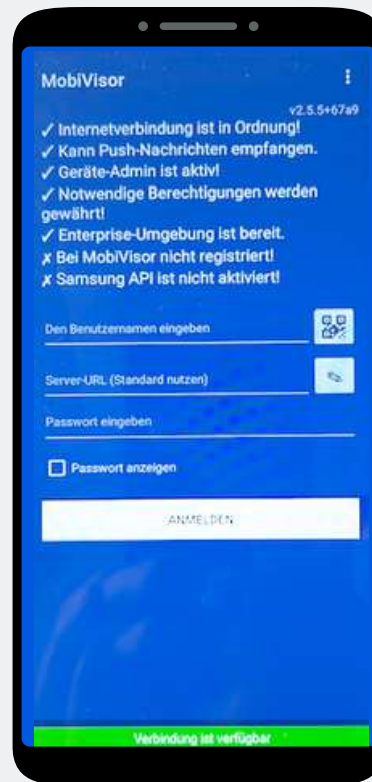 MobiVisor
v2.5.5+67a9
✓ Internetverbindung ist in Ordnung!
✓ Kann Push-Nachrichten empfangen.
✓ Geräte-Admin ist aktiv!
✓ Notwendige Berechtigungen werden
gewährt!
✓ Enterprise-Umgebung ist bereit.
✗ Bei MobiVisor nicht registriert!
✗ Samsung API ist nicht aktiviert!
Den Benutzernamen eingeben
Server-URL (Standard nutzen)
Passwort eingeben
Passwort anzeigen
ANMELDEN
Verbindung ist verfügbar